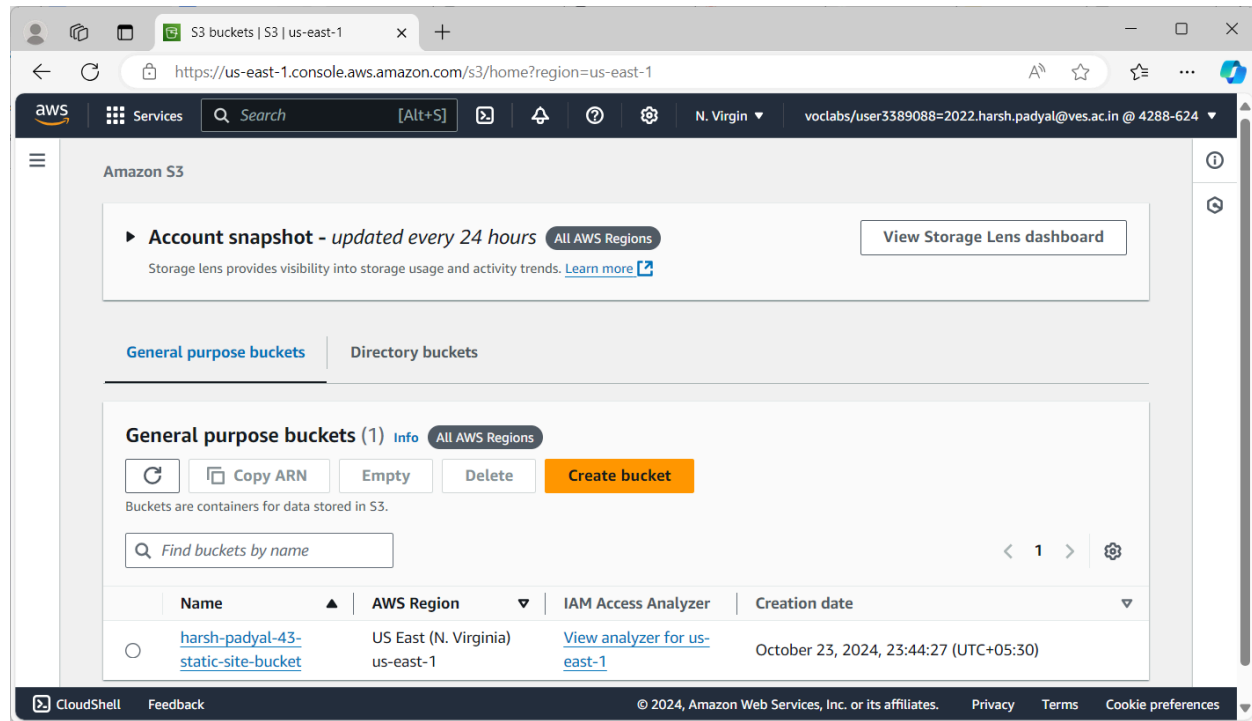 S3 buckets | S3 | us-east-1
https://us-east-1.console.aws.amazon.com/s3/home?region=us-east-1
aws Services Search [Alt+S] N. Virgin voclabs/user3389088=2022.harsh.padyal@ves.ac.in @ 4288-624
Amazon S3
Account snapshot - updated every 24 hours All AWS Regions View Storage Lens dashboard
Storage lens provides visibility into storage usage and activity trends. Learn more
General purpose buckets Directory buckets
General purpose buckets (1) Info All AWS Regions
Copy ARN Empty Delete Create bucket
Buckets are containers for data stored in S3.
Find buckets by name 1
Name AWS Region IAM Access Analyzer Creation date
harsh-padyal-43- US East (N. Virginia) View analyzer for us-
static-site-bucket us-east-1 east-1 October 23, 2024, 23:44:27 (UTC+05:30)
CloudShell Feedback © 2024, Amazon Web Services, Inc. or its affiliates. Privacy Terms Cookie preferences